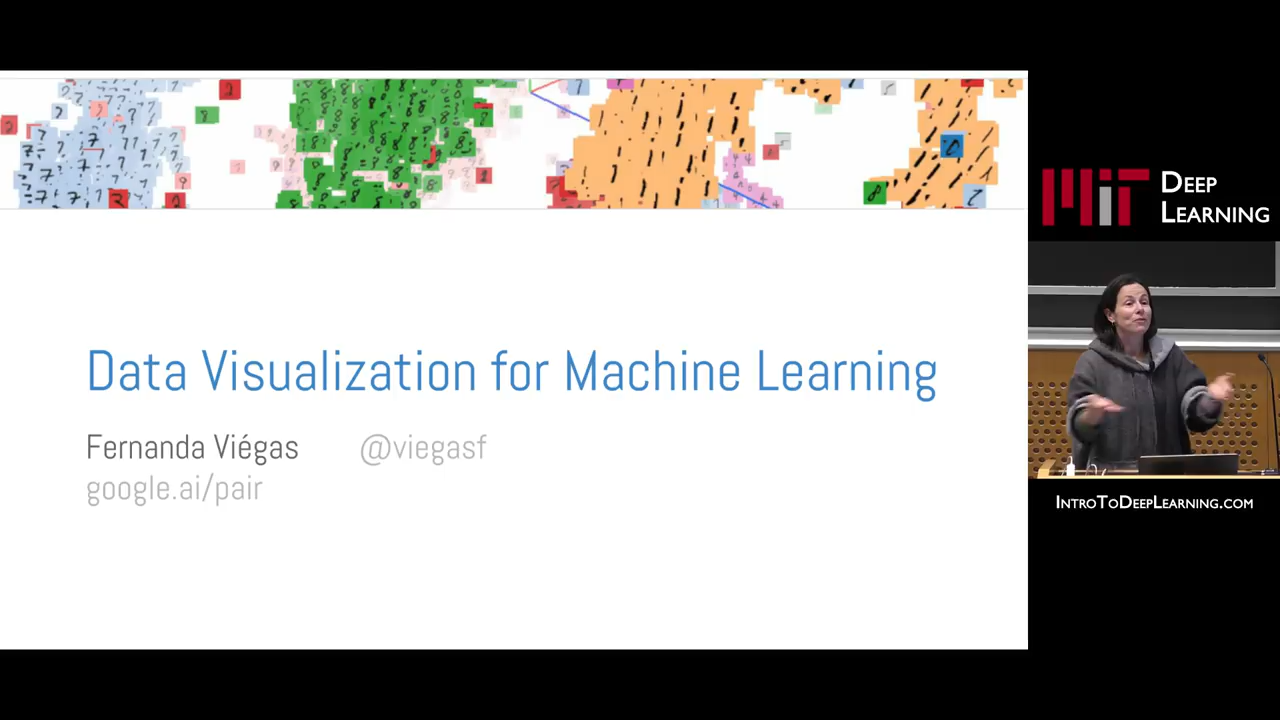 Data Visualization for Machine Learning
Fernanda Viégas @viegasf
google.ai/pair
MIT DEEP LEARNING
INTROTODEEPLEARNING.COM